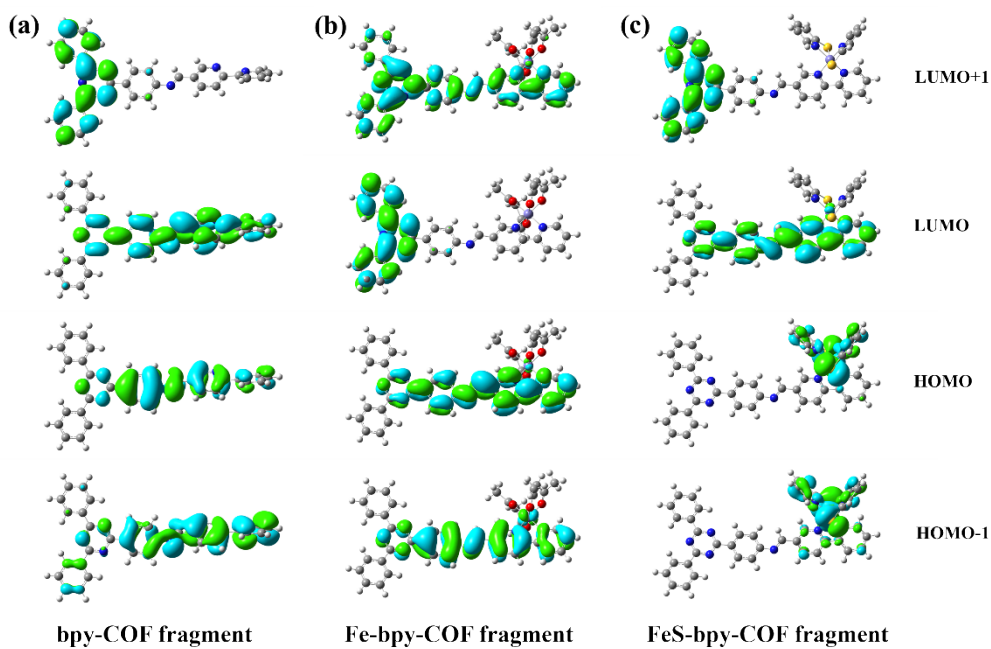 (a) (b) (c)
LUMO+1
LUMO
HOMO
HOMO-1
bpy-COF fragment Fe-bpy-COF fragment FeS-bpy-COF fragment